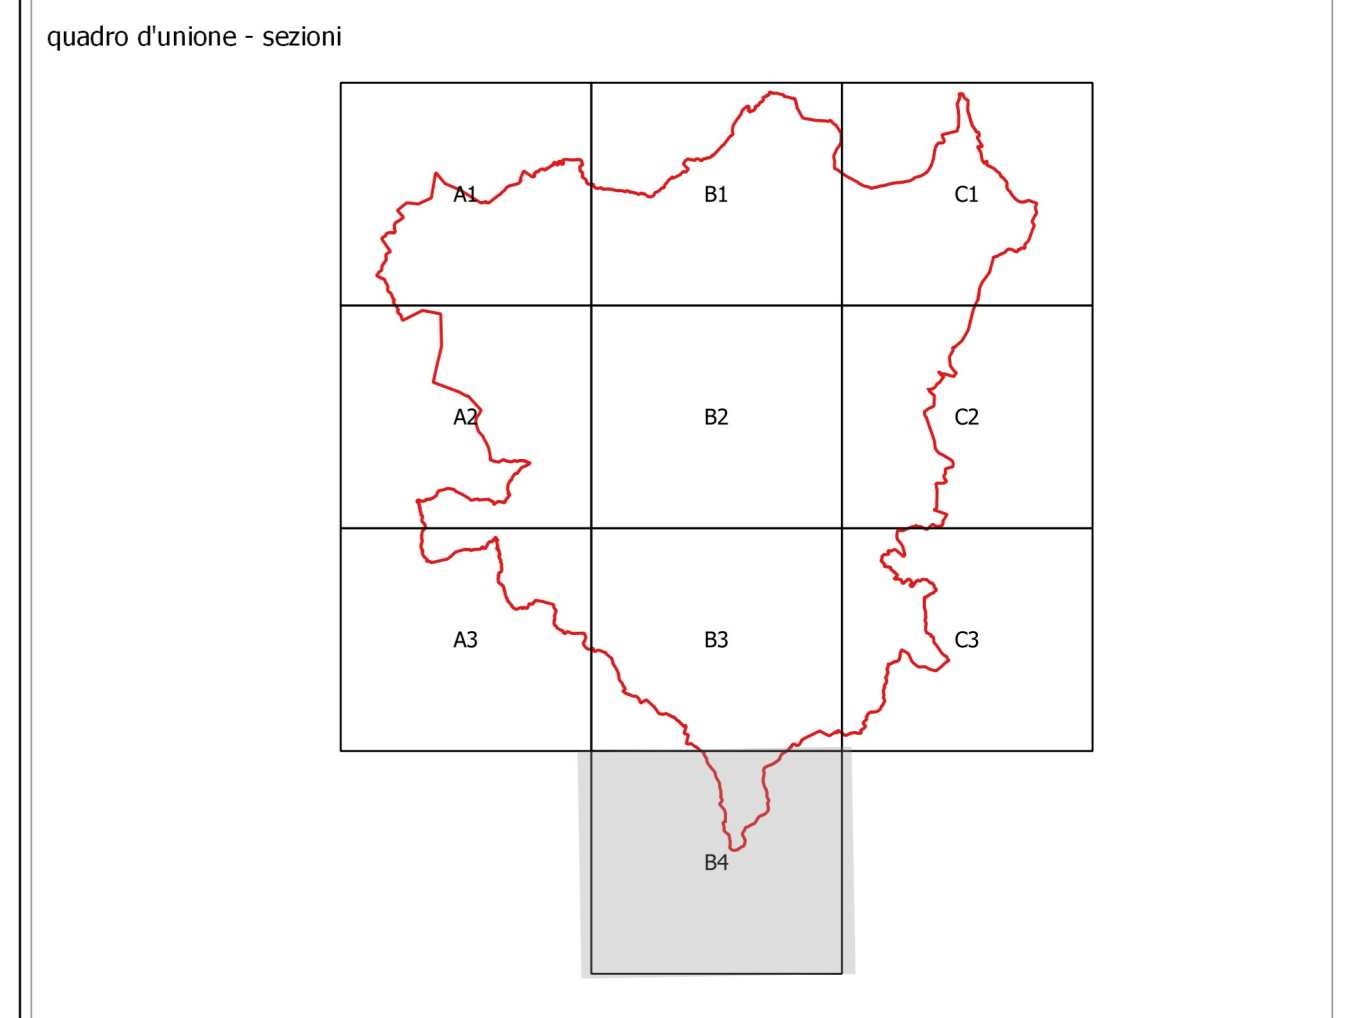 quadro d'unione - sezioni
A1 B1 C1
A2 B2 C2
A3 B3 C3
B4